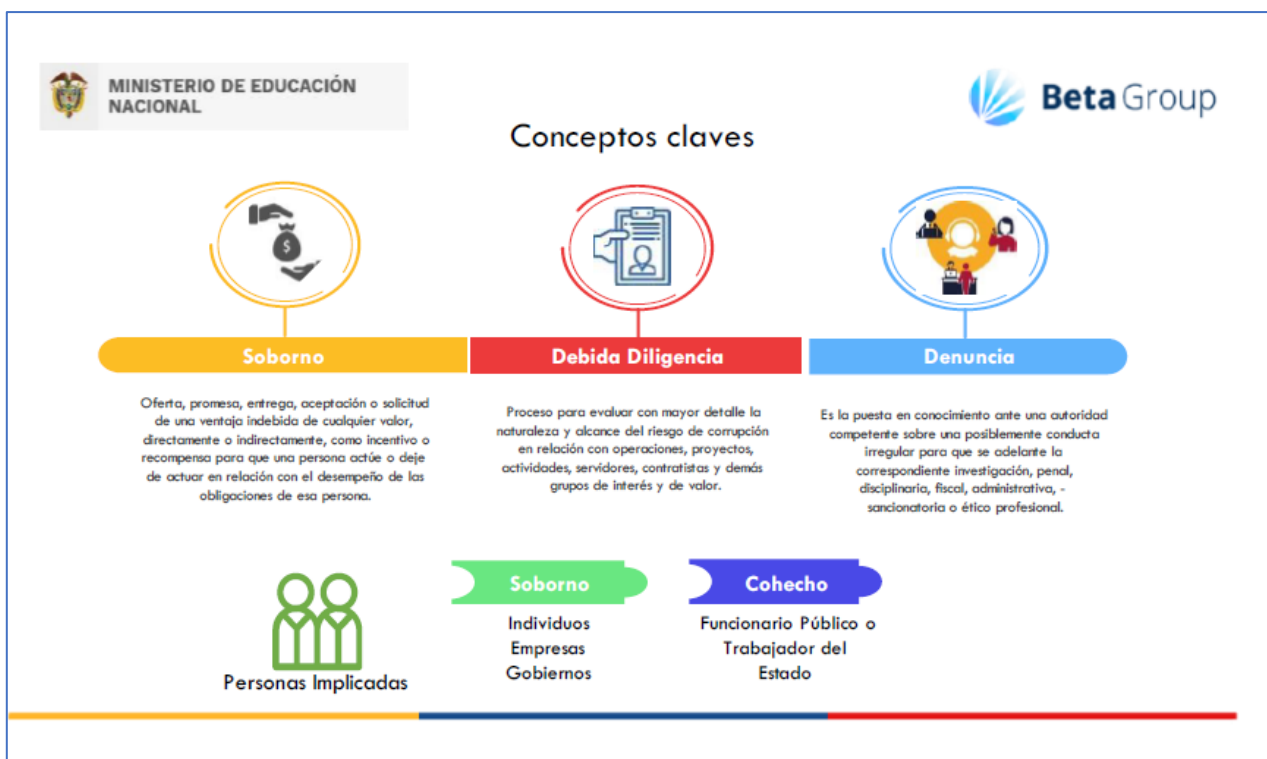 MINISTERIO DE EDUCACIÓN
NACIONAL
Beta Group
Conceptos claves
$
Soborno
Debida Diligencia
Denuncia
Oferta, promesa, entrega, aceptación o solicitud
de una ventaja indebida de cualquier valor,
directamente o indirectamente, como incentivo o
recompensa para que una persona actúe o deje
de actuar en relación con el desempeño de las
obligaciones de esa persona.
Proceso para evaluar con mayor detalle la
naturaleza y alcance del riesgo de corrupción
en relación con operaciones, proyectos,
actividades, servidores, contratistas y demás
grupos de interés y de valor.
Es la puesta en conocimiento ante una autoridad
competente sobre una posiblemente conducta
irregular para que se adelante la
correspondiente investigación, penal,
disciplinaria, fiscal, administrativa, -
sancionatoria o ético profesional.
Personas Implicadas
Soborno
Individuos
Empresas
Gobiernos
Cohecho
Funcionario Público o
Trabajador del
Estado